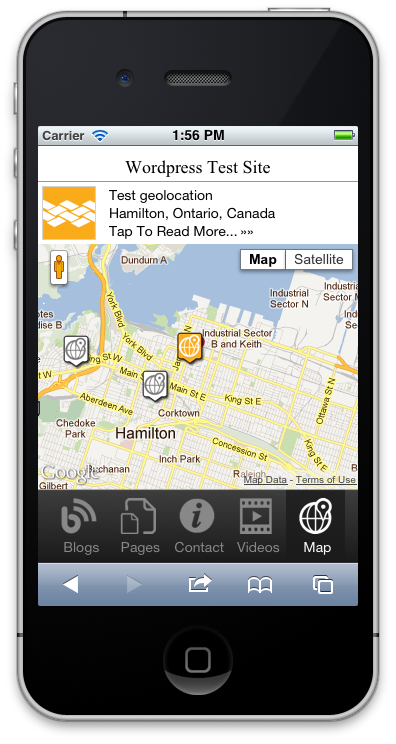 Carrier 1:56 PM
Wordpress Test Site
Test geolocation
Hamilton, Ontario, Canada
Tap To Read More... »»
Map Satellite
Dundurn A
Industrial
Sector N
Industrial
Sector M
York Blvd
York Blvd
Industrial Sector
B and Keith
King St W
Main St W
Main St E
King St E
Aberdeen Ave
Ottawa St N
Corktown
Chedoke
Park
Hamilton
Concession St
Inch Park
Buchanan
Raleigh
Google
Gilbert
Map Data - Terms of Use
Blogs Pages Contact Videos Map